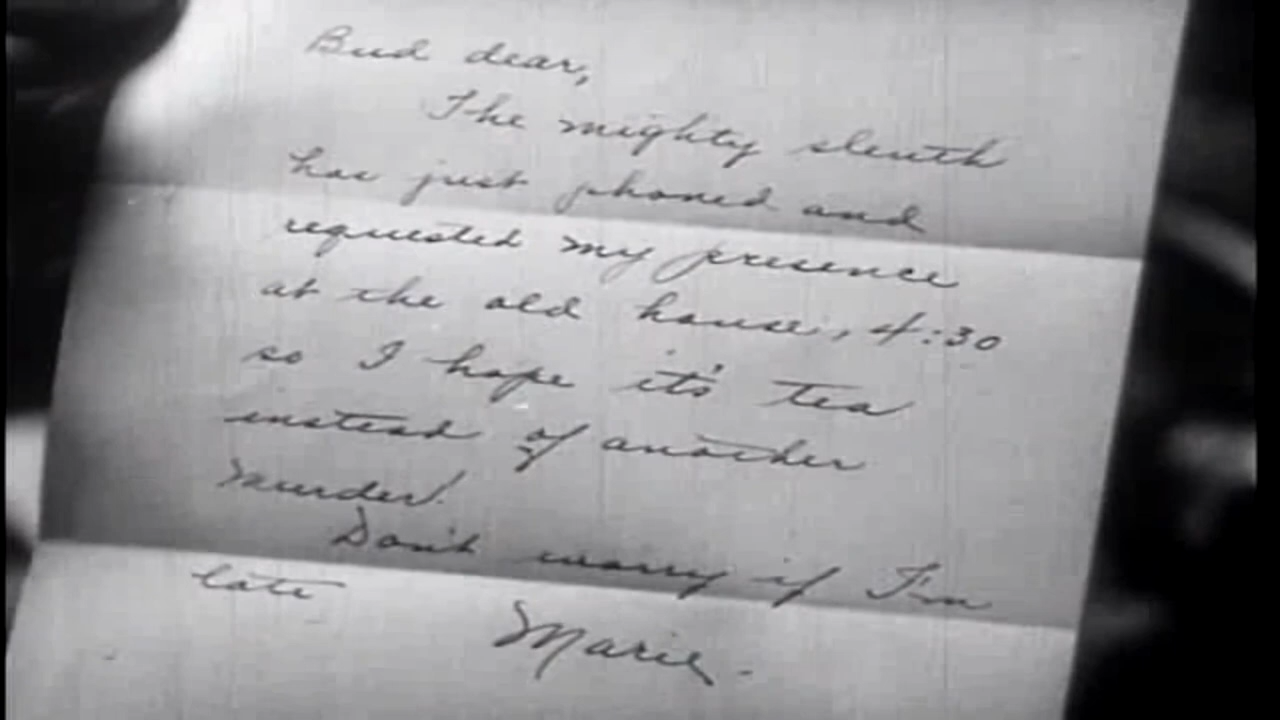 Bud dear,
The mighty sleuth
has just phoned and
requested my presence
at the old house, 4:30
so I hope it's tea
instead of another
murder!
Don't worry if I'm
late
Marie.